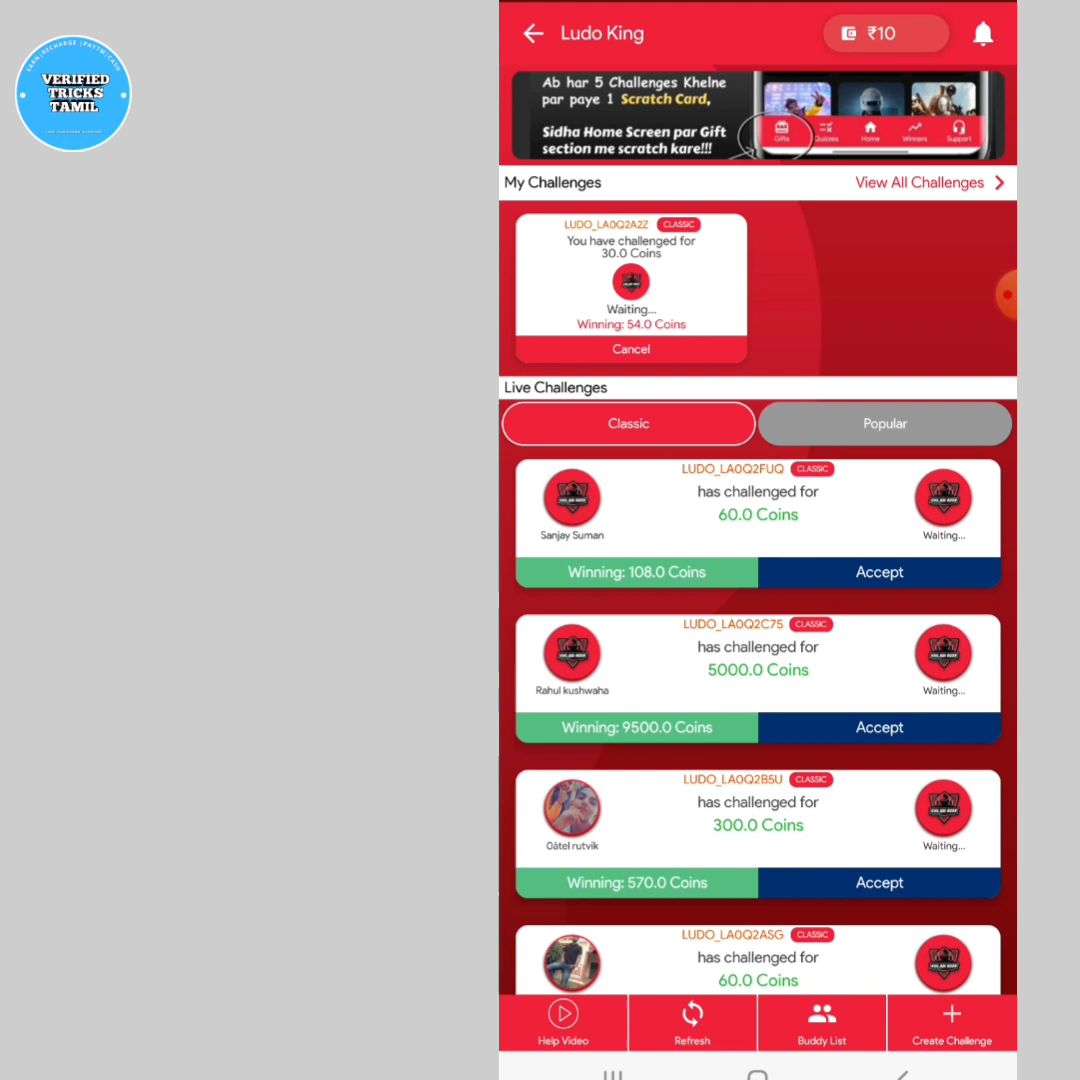 EARN|RECHARGE |PAYTM|CASH
VERIFIED
TRICKS
TAMIL
Ludo King
₹10
Ab har 5 Challenges Khelne
par paye 1 Scratch Card,
Sidha Home Screen par Gift
section me scratch kare!!!
Gifts
Quizzes
Home
Winners
Support
My Challenges
View All Challenges
LUDO_LA0Q2A2Z CLASSIC
You have challenged for
30.0 Coins
Waiting...
Winning: 54.0 Coins
Cancel
Live Challenges
Classic
Popular
LUDO_LA0Q2FUQ CLASSIC
has challenged for
60.0 Coins
Sanjay Suman
Waiting...
Winning: 108.0 Coins
Accept
LUDO_LA0Q2C75 CLASSIC
has challenged for
5000.0 Coins
Rahul kushwaha
Waiting...
Winning: 9500.0 Coins
Accept
LUDO_LA0Q2B5U CLASSIC
has challenged for
300.0 Coins
Oátel rutvik
Waiting...
Winning: 570.0 Coins
Accept
LUDO_LA0Q2ASG CLASSIC
has challenged for
60.0 Coins
Help Video
Refresh
Buddy List
Create Challenge